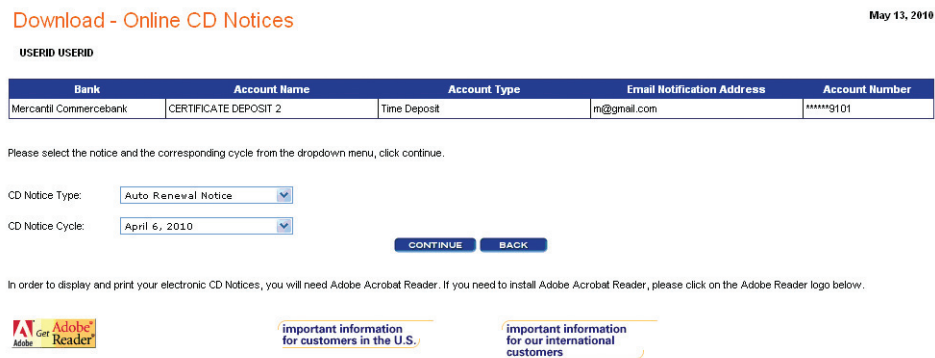 Download - Online CD Notices
May 13, 2010
USERID USERID
Bank Account Name Account Type Email Notification Address Account Number
Mercantil Commercebank CERTIFICATE DEPOSIT 2 Time Deposit m@gmail.com ******9101
Please select the notice and the corresponding cycle from the dropdown menu, click continue.
CD Notice Type: Auto Renewal Notice
CD Notice Cycle: April 6, 2010
CONTINUE BACK
In order to display and print your electronic CD Notices, you will need Adobe Acrobat Reader. If you need to install Adobe Acrobat Reader, please click on the Adobe Reader logo below.
Adobe Get Adobe® Reader®
important information
for customers in the U.S.
important information
for our international
customers